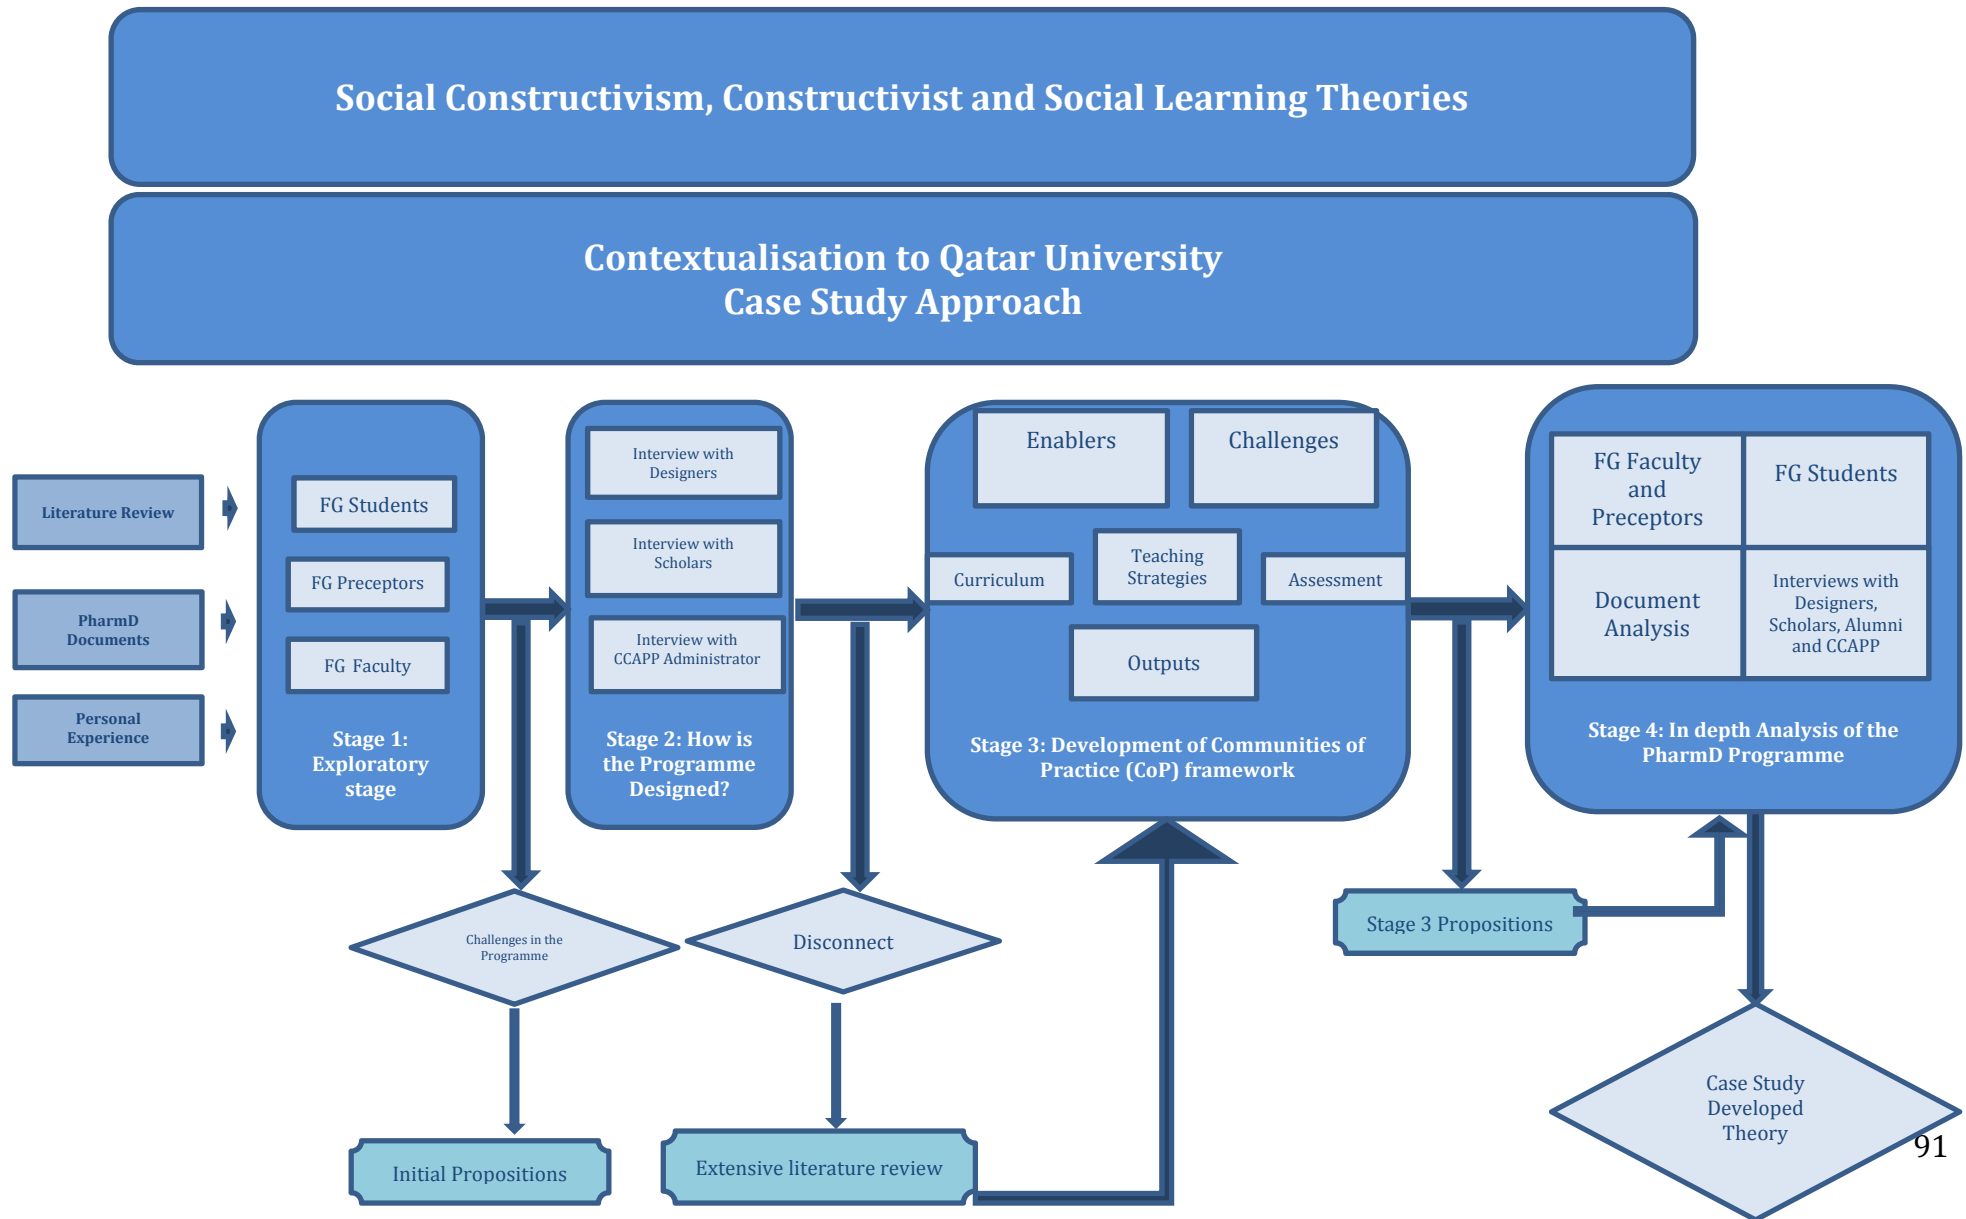 Social Constructivism, Constructivist and Social Learning Theories
Contextualisation to Qatar University
Case Study Approach
Literature Review
PharmD
Documents
Personal
Experience
FG Students
FG Preceptors
FG Faculty
Stage 1:
Exploratory
stage
Interview with
Designers
Interview with
Scholars
Interview with
CCAPP Administrator
Stage 2: How is
the Programme
Designed?
Enablers
Challenges
Curriculum
Teaching
Strategies
Assessment
Outputs
Stage 3: Development of Communities of
Practice (CoP) framework
FG Faculty
and
Preceptors
FG Students
Document
Analysis
Interviews with
Designers,
Scholars, Alumni
and CCAPP
Stage 4: In depth Analysis of the
PharmD Programme
Challenges in the
Programme
Disconnect
Stage 3 Propositions
Initial Propositions
Extensive literature review
Case Study
Developed
Theory
91